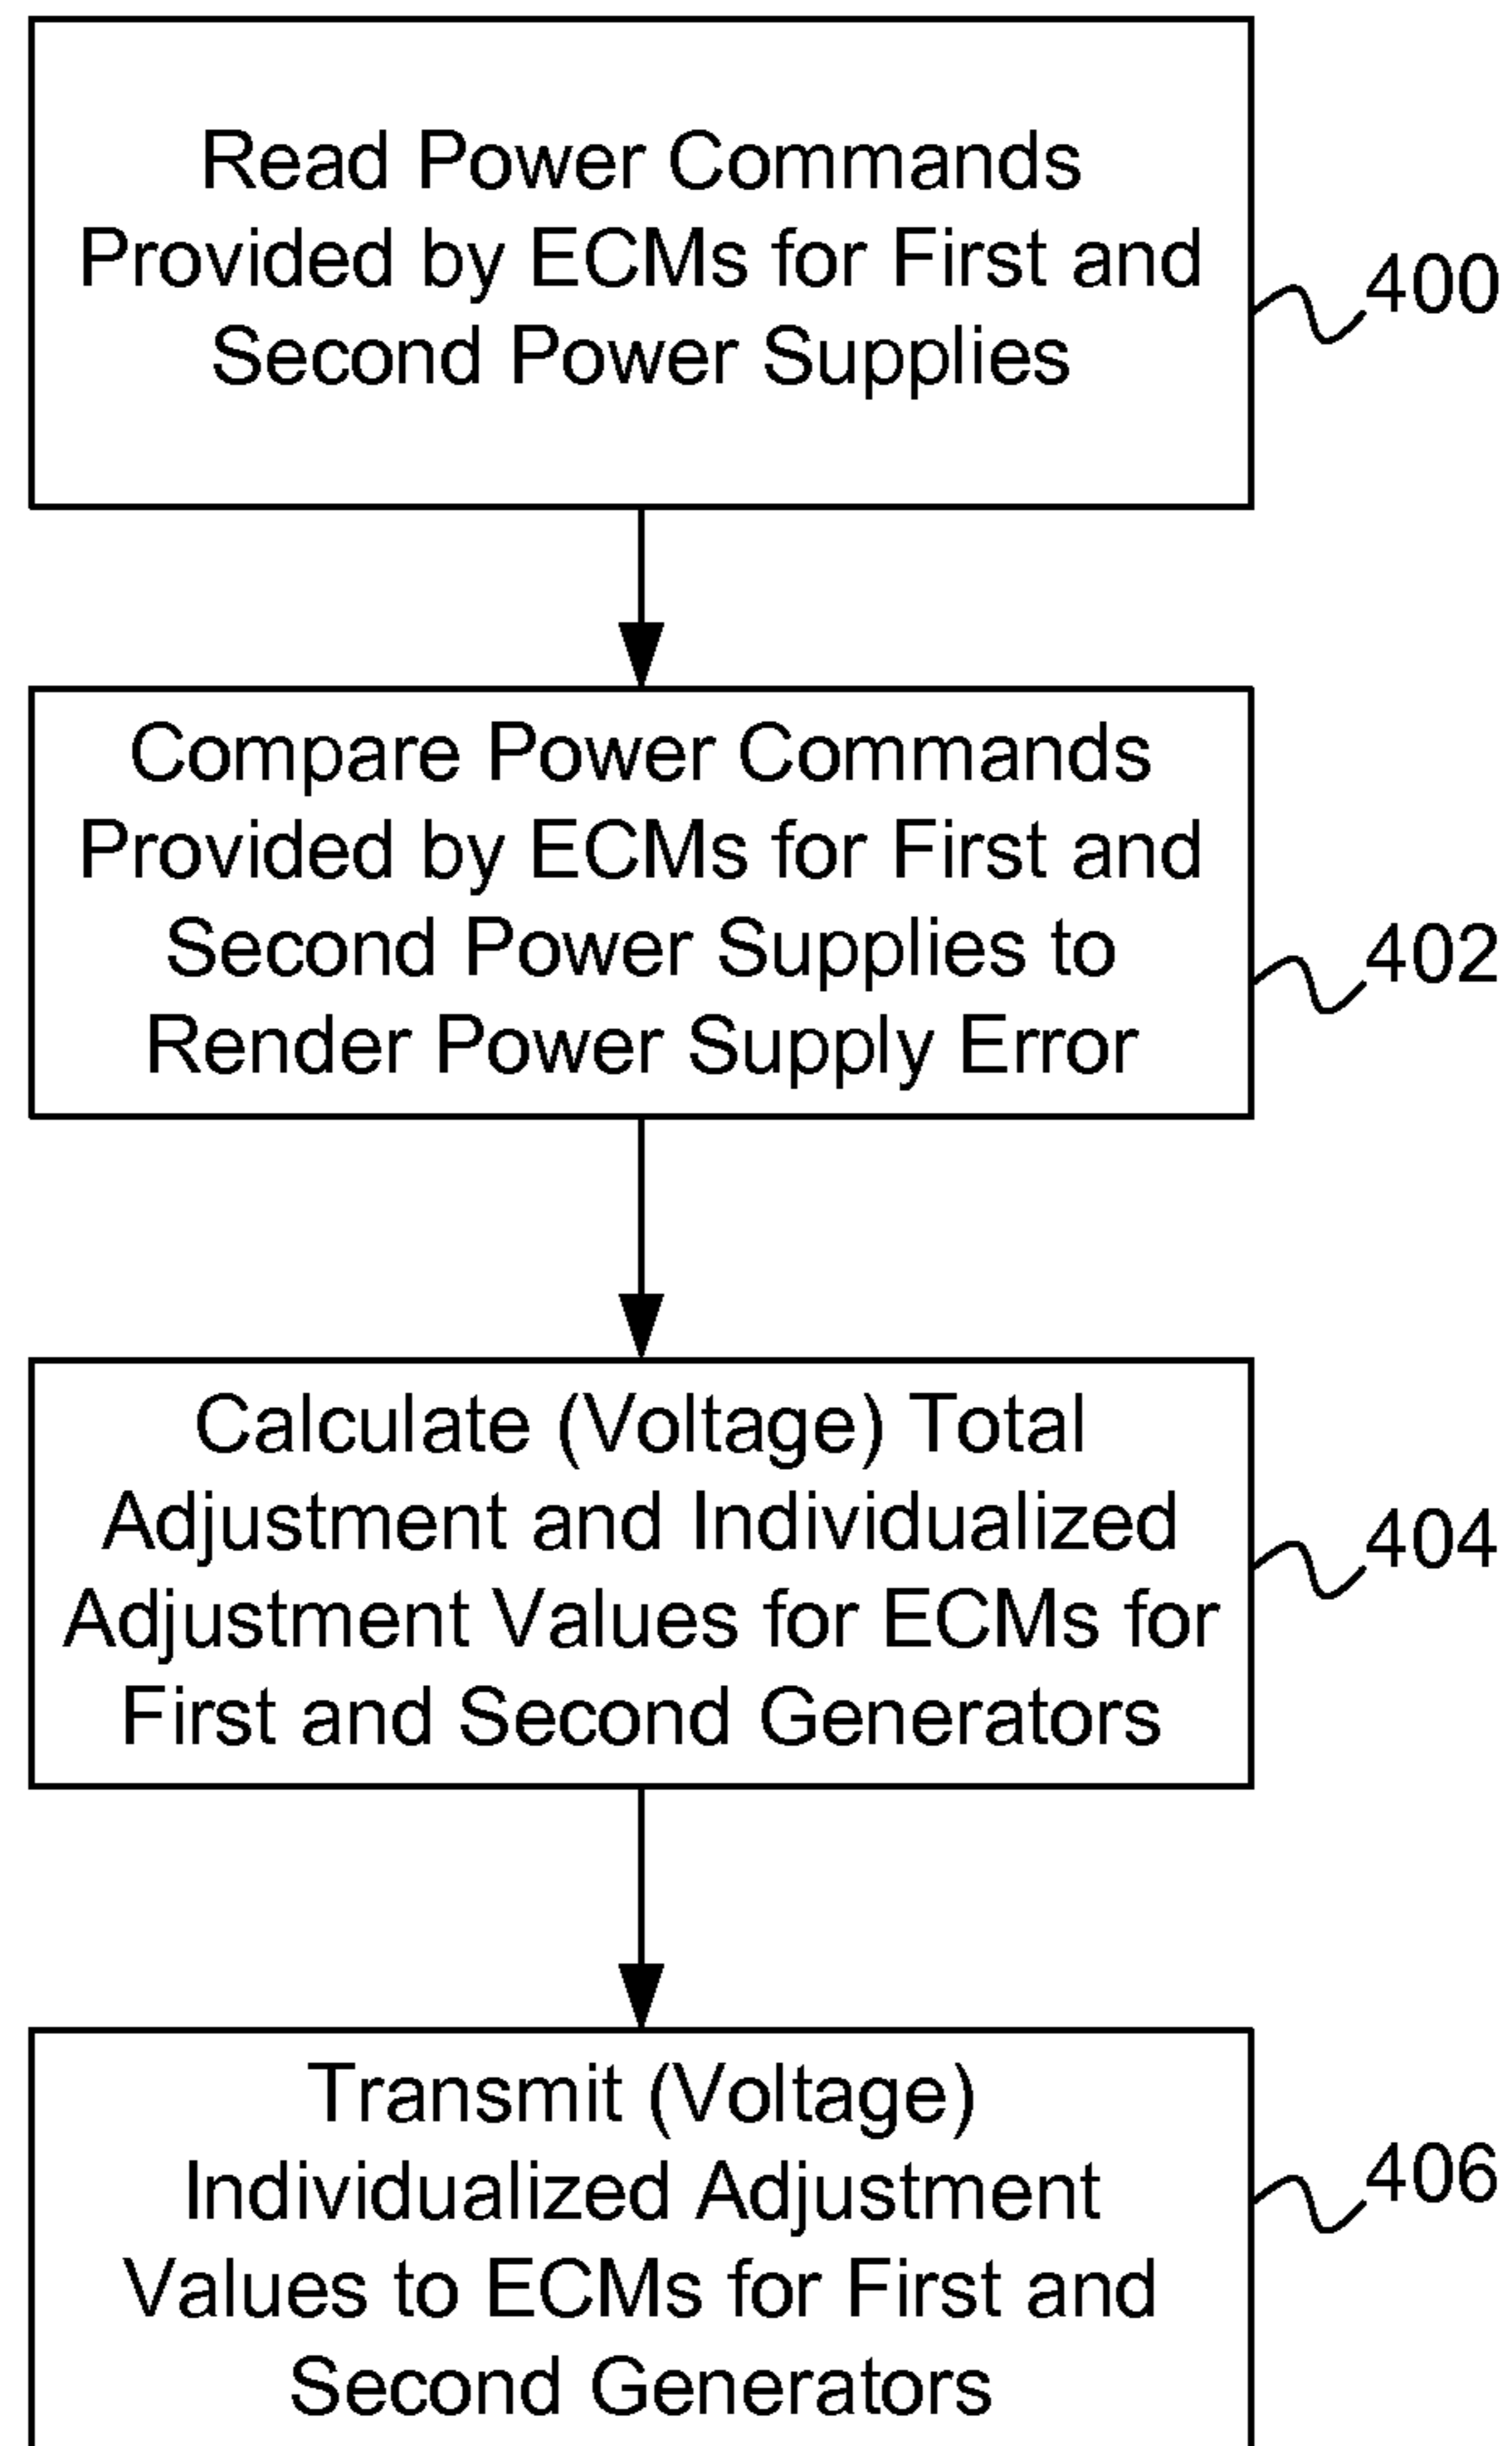 Read Power Commands
Provided by ECMs for First and
Second Power Supplies
400
Compare Power Commands
Provided by ECMs for First and
Second Power Supplies to
Render Power Supply Error
402
Calculate (Voltage) Total
Adjustment and Individualized
Adjustment Values for ECMs for
First and Second Generators
404
Transmit (Voltage)
Individualized Adjustment
Values to ECMs for First and
Second Generators
406